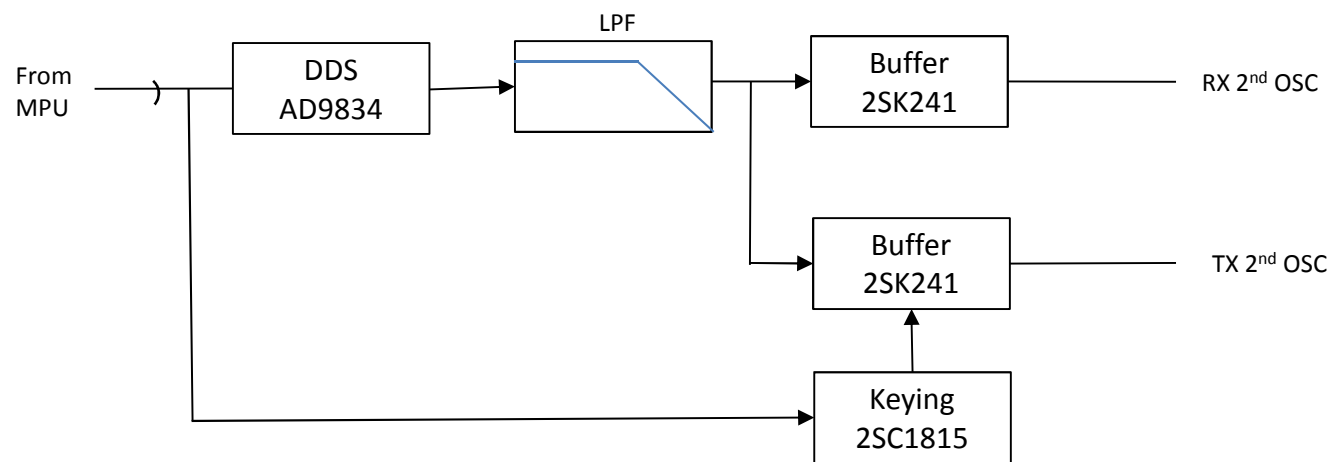 LPF
From
MPU
DDS
AD9834
Buffer
2SK241
RX 2nd OSC
Buffer
2SK241
TX 2nd OSC
Keying
2SC1815